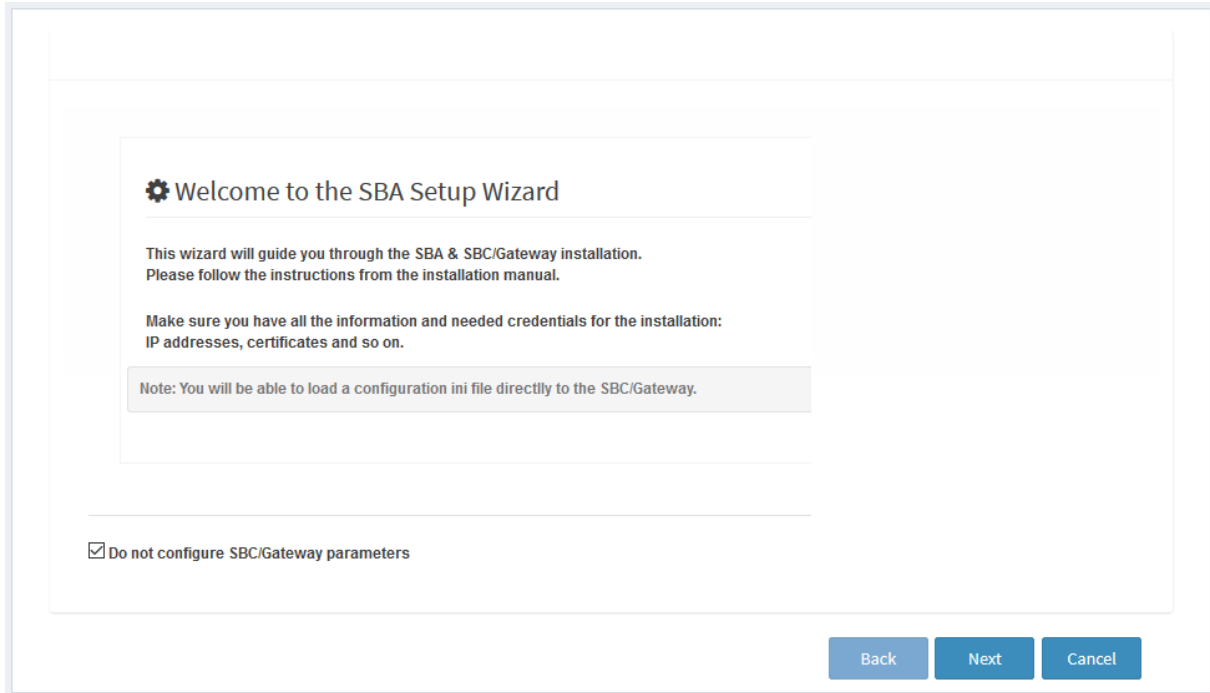 Welcome to the SBA Setup Wizard
This wizard will guide you through the SBA & SBC/Gateway installation.
Please follow the instructions from the installation manual.
Make sure you have all the information and needed credentials for the installation:
IP addresses, certificates and so on.
Note: You will be able to load a configuration ini file directlly to the SBC/Gateway.
Do not configure SBC/Gateway parameters
Back Next Cancel